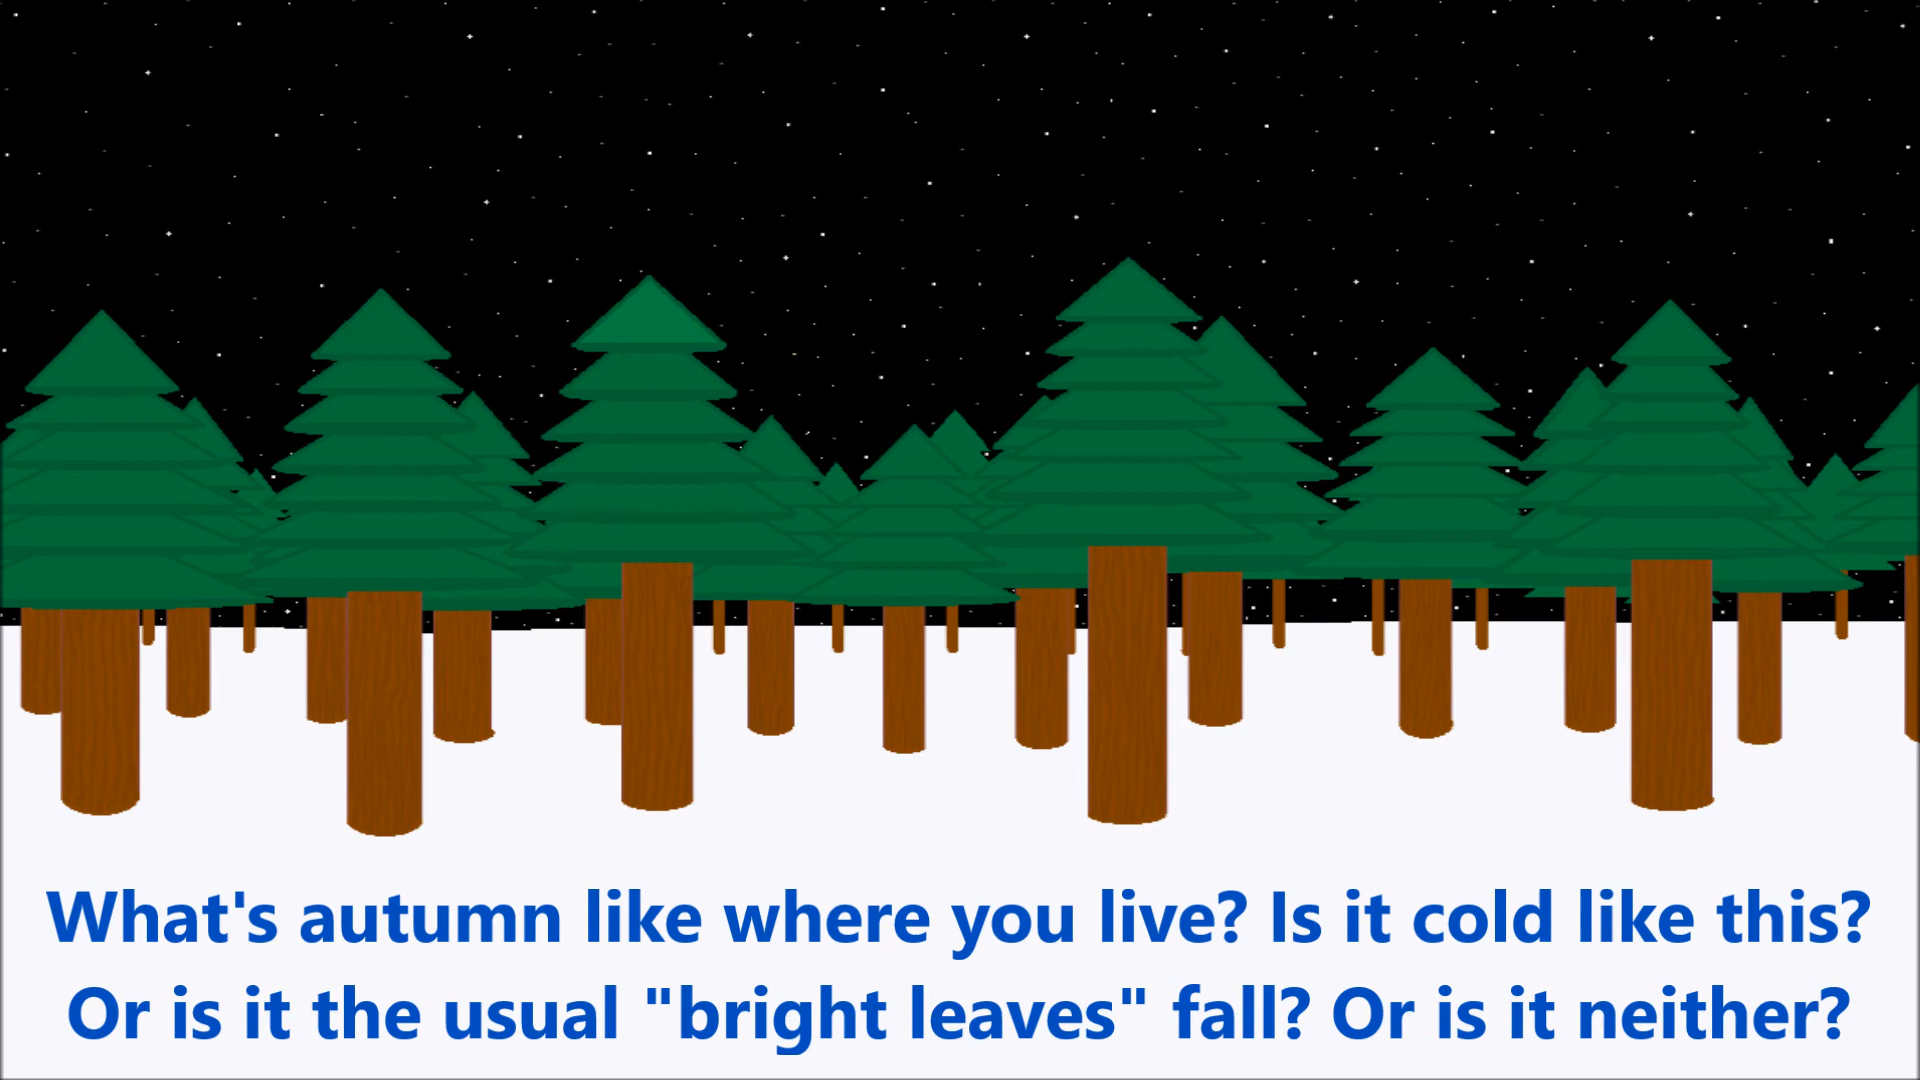 What's autumn like where you live? Is it cold like this?
Or is it the usual "bright leaves" fall? Or is it neither?